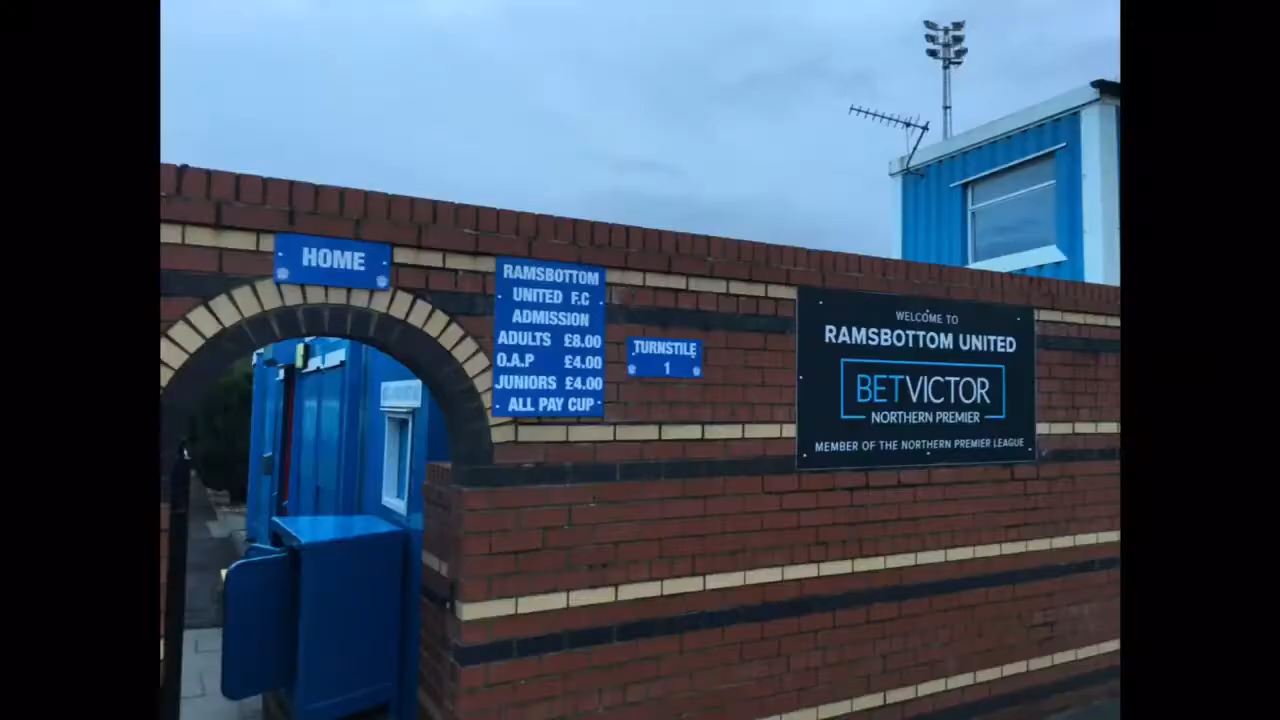 HOME
RAMSBOTTOM
UNITED F.C
ADMISSION
ADULTS £8.00
O.A.P £4.00
JUNIORS £4.00
ALL PAY CUP
TURNSTILE
1
WELCOME TO
RAMSBOTTOM UNITED
BETVICTOR
NORTHERN PREMIER
MEMBER OF THE NORTHERN PREMIER LEAGUE